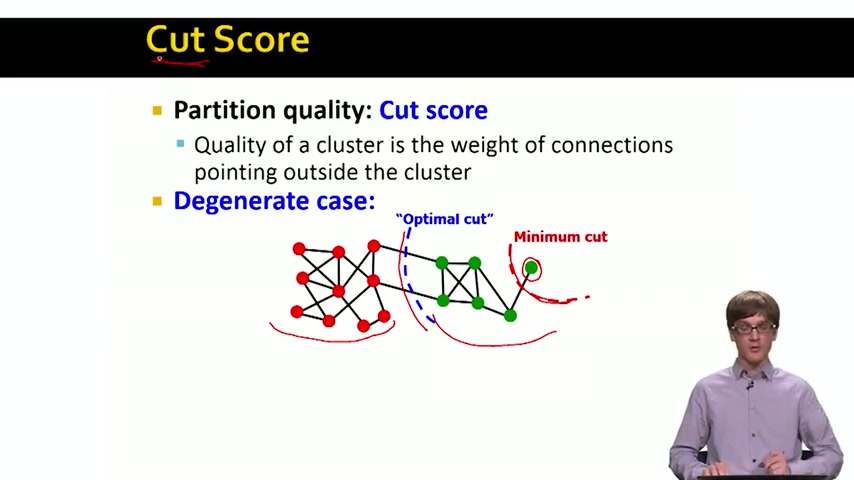 Cut Score
Partition quality: Cut score
Quality of a cluster is the weight of connections
pointing outside the cluster
Degenerate case:
"Optimal cut"
Minimum cut